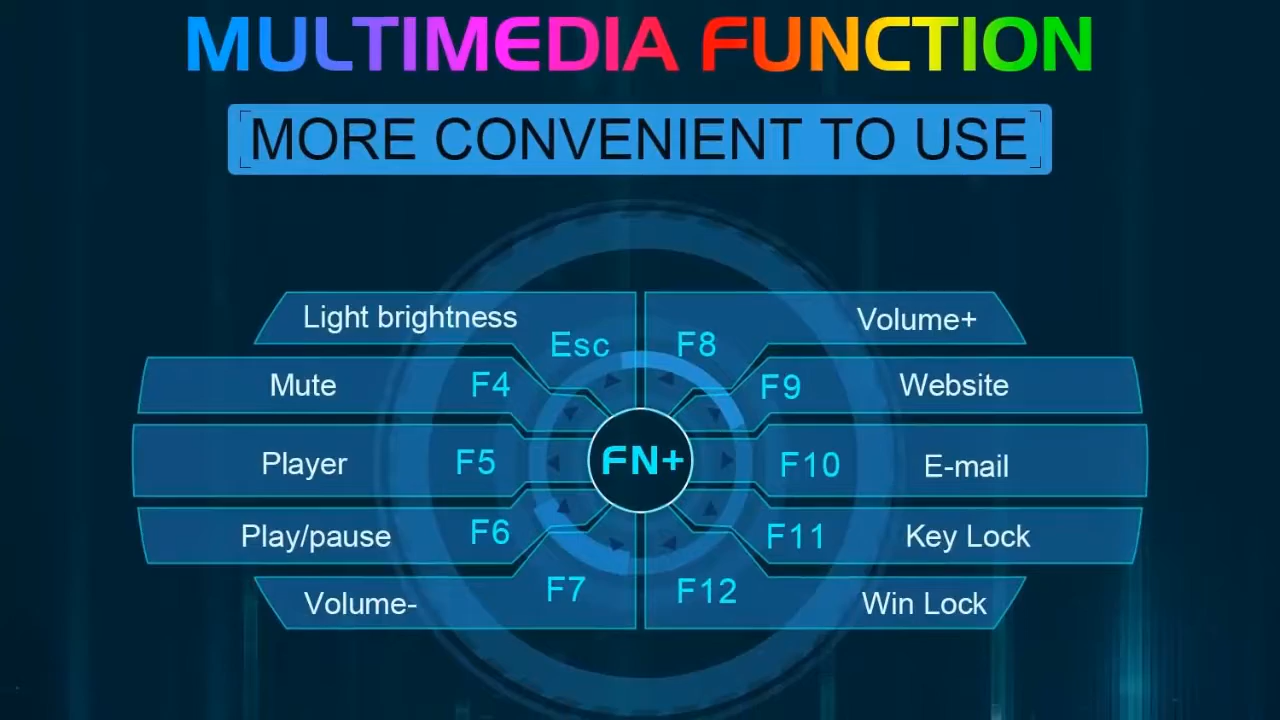 MULTIMEDIA FUNCTION
MORE CONVENIENT TO USE
Light brightness Esc F8 Volume+
Mute F4 F9 Website
Player F5 FN+ F10 E-mail
Play/pause F6 F11 Key Lock
Volume- F7 F12 Win Lock